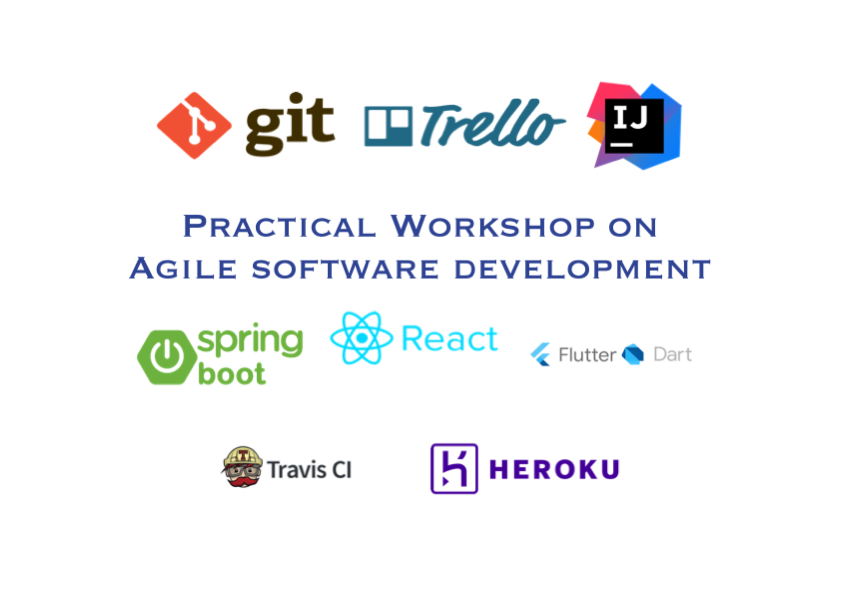 git Trello IJ
PRACTICAL WORKSHOP ON
AGILE SOFTWARE DEVELOPMENT
spring
boot
React
Flutter Dart
T
Travis CI HEROKU